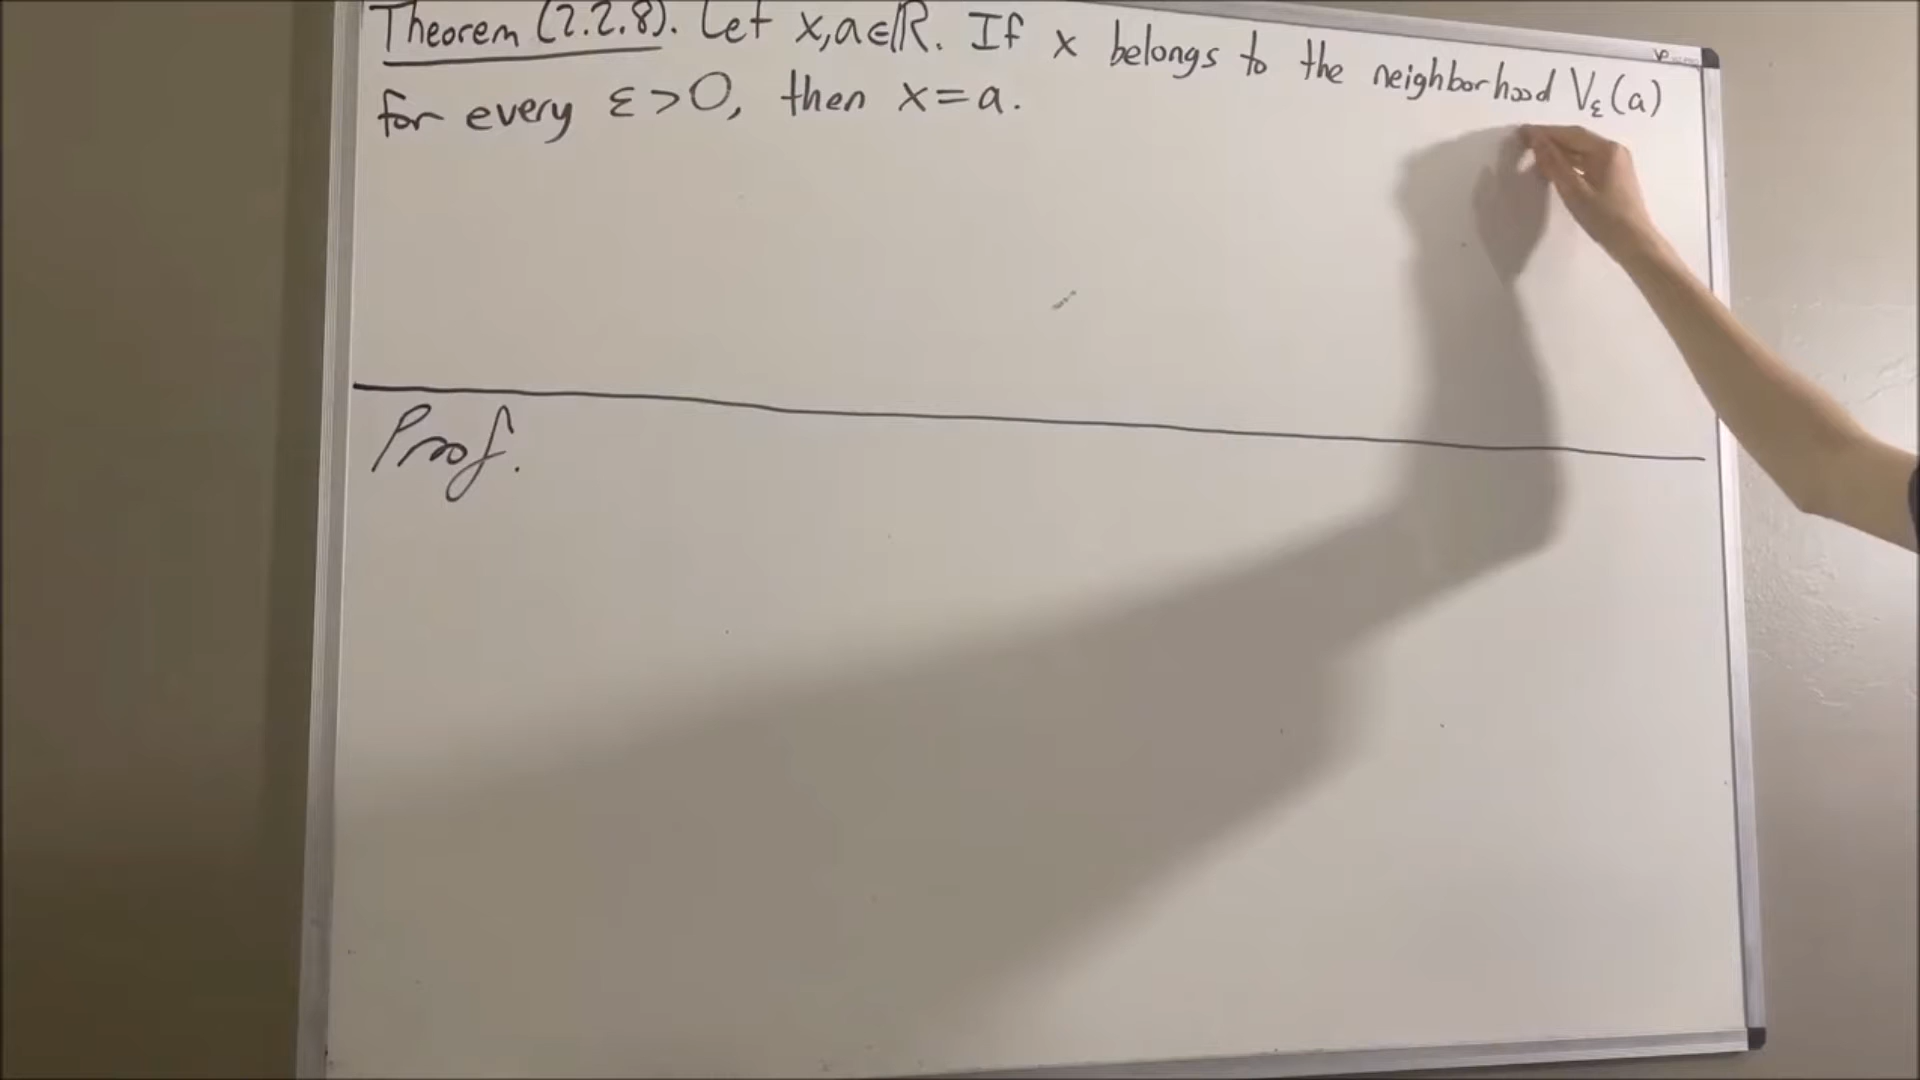 Theorem (2.2.8). Let x,a∈ℝ. If x belongs to the neighborhood V_ε(a)
for every ε>0, then x=a.
Proof.